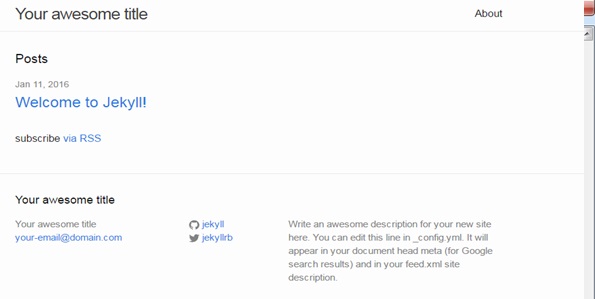 Your awesome title
About
Posts
Jan 11, 2016
Welcome to Jekyll!
subscribe via RSS
Your awesome title
Your awesome title
your-email@domain.com
jekyll
jekyllrb
Write an awesome description for your new site
here. You can edit this line in _config.yml. It will
appear in your document head meta (for Google
search results) and in your feed.xml site
description.